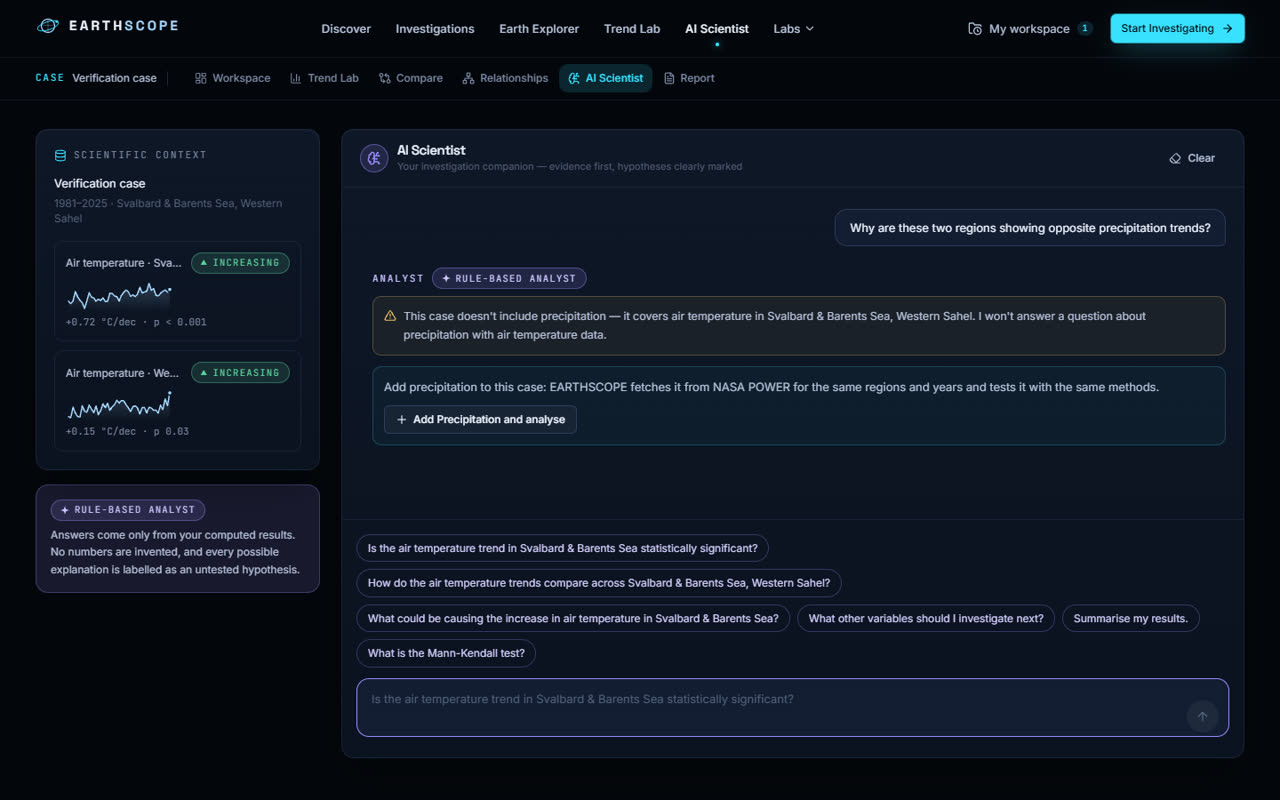 EARTHSCOPE
Discover
Investigations
Earth Explorer
Trend Lab
AI Scientist
Labs
My workspace 1
Start Investigating
CASE Verification case
Workspace
Trend Lab
Compare
Relationships
AI Scientist
Report
SCIENTIFIC CONTEXT
Verification case
1981–2025 · Svalbard & Barents Sea, Western
Sahel
Air temperature · Sva... INCREASING
+0.72 °C/dec · p < 0.001
Air temperature · We... INCREASING
+0.15 °C/dec · p 0.03
RULE-BASED ANALYST
Answers come only from your computed results.
No numbers are invented, and every possible
explanation is labelled as an untested hypothesis.
AI Scientist
Your investigation companion — evidence first, hypotheses clearly marked
Clear
Why are these two regions showing opposite precipitation trends?
ANALYST RULE-BASED ANALYST
This case doesn't include precipitation — it covers air temperature in Svalbard & Barents Sea, Western Sahel. I won't answer a question about
precipitation with air temperature data.
Add precipitation to this case: EARTHSCOPE fetches it from NASA POWER for the same regions and years and tests it with the same methods.
Add Precipitation and analyse
Is the air temperature trend in Svalbard & Barents Sea statistically significant?
How do the air temperature trends compare across Svalbard & Barents Sea, Western Sahel?
What could be causing the increase in air temperature in Svalbard & Barents Sea?
What other variables should I investigate next?
Summarise my results.
What is the Mann-Kendall test?
Is the air temperature trend in Svalbard & Barents Sea statistically significant?